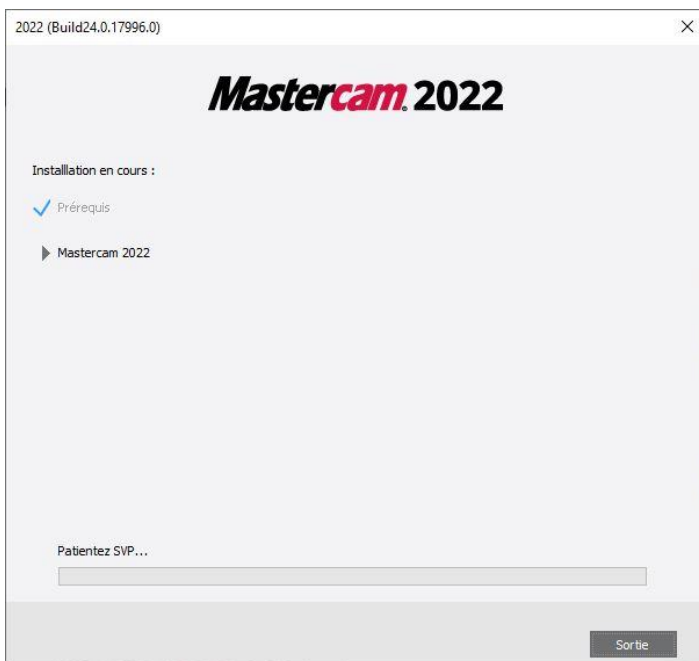 2022 (Build24.0.17996.0)
Mastercam® 2022
Installlation en cours :
Prérequis
Mastercam 2022
Patientez SVP...
Sortie